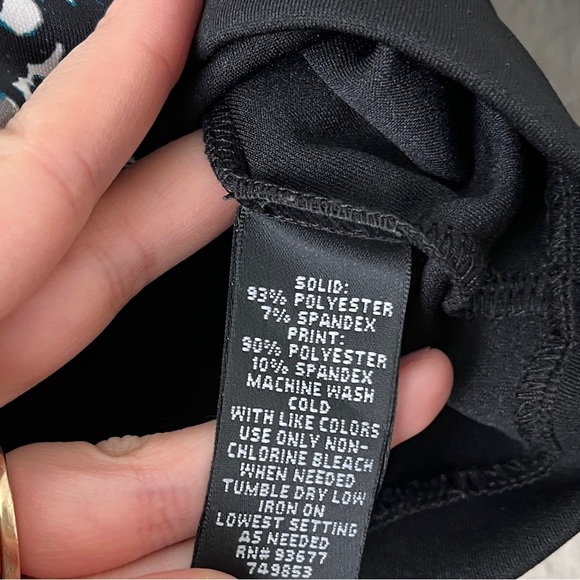 SOLID:
93% POLYESTER
7% SPANDEX
PRINT:
90% POLYESTER
10% SPANDEX
MACHINE WASH
COLD
WITH LIKE COLORS
USE ONLY NON-
CHLORINE BLEACH
WHEN NEEDED
TUMBLE DRY LOW
IRON ON
LOWEST SETTING
AS NEEDED
RN# 93677
749853